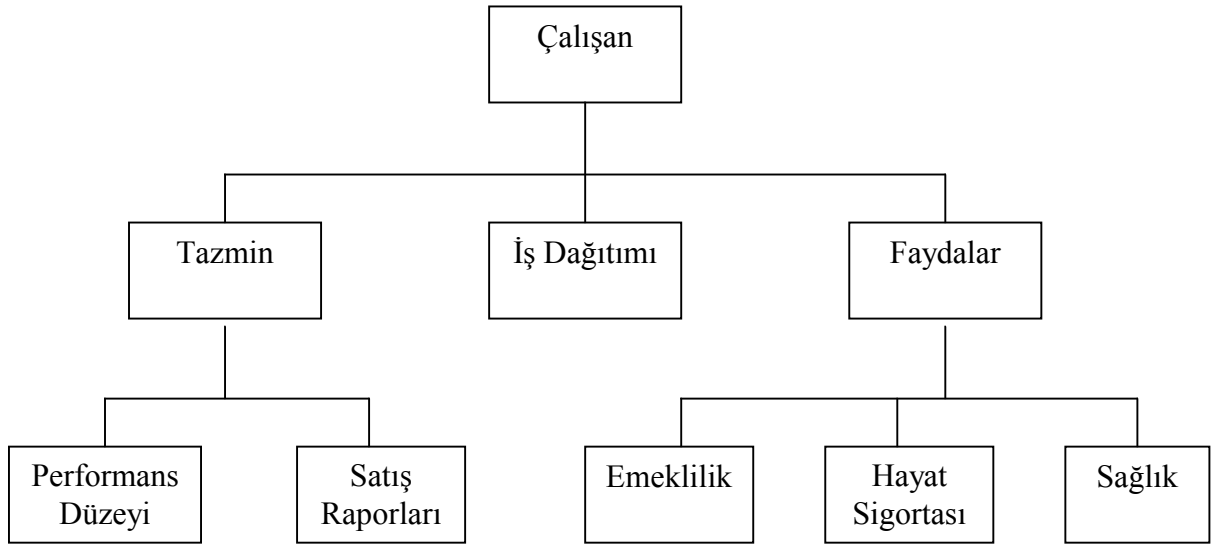 Çalışan
Tazmin
İş Dağıtımı
Faydalar
Performans
Düzeyi
Satış
Raporları
Emeklilik
Hayat
Sigortası
Sağlık